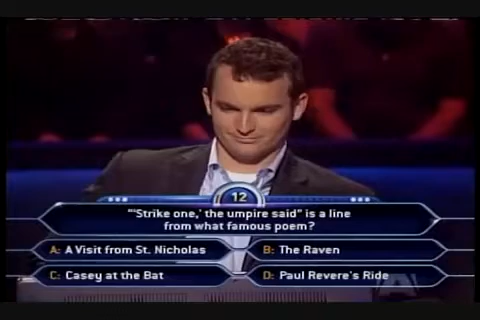 12
"'Strike one,' the umpire said" is a line
from what famous poem?
A: A Visit from St. Nicholas
B: The Raven
C: Casey at the Bat
D: Paul Revere's Ride